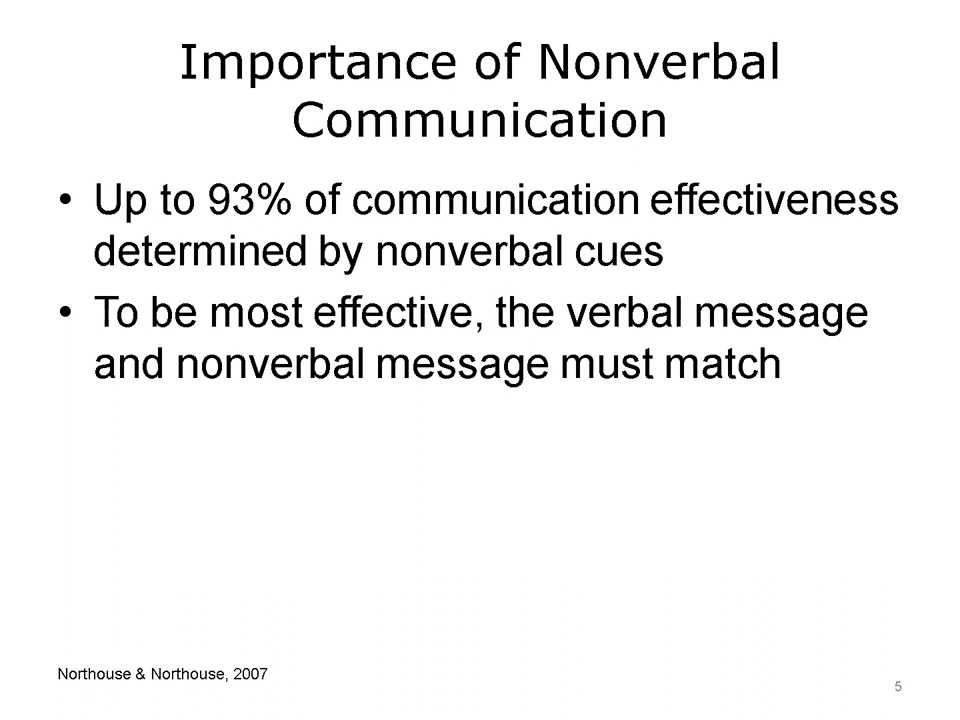 Importance of Nonverbal
Communication
• Up to 93% of communication effectiveness
determined by nonverbal cues
• To be most effective, the verbal message
and nonverbal message must match
Northouse & Northouse, 2007
5